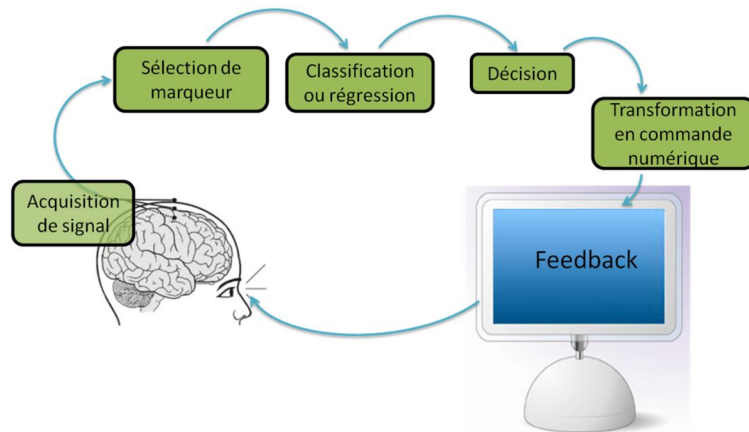 Sélection de
marqueur
Classification
ou régression
Décision
Transformation
en commande
numérique
Acquisition
de signal
Feedback